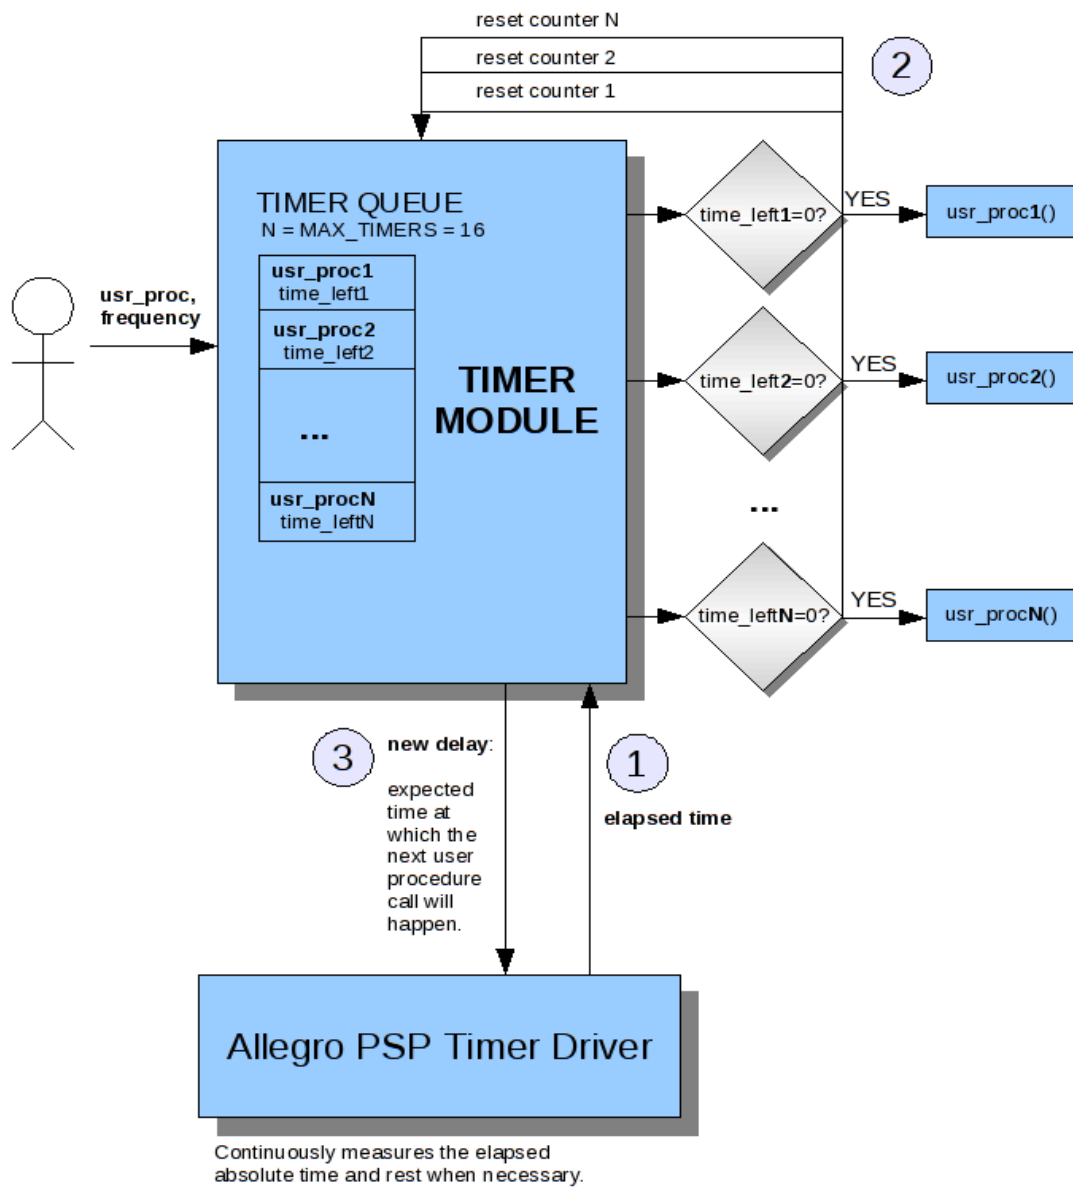 reset counter N
reset counter 2
reset counter 1
2
TIMER QUEUE
N = MAX_TIMERS = 16
usr_proc1
time_left1
usr_proc2
time_left2
...
usr_procN
time_leftN
TIMER
MODULE
usr_proc,
frequency
time_left1=0?
YES
usr_proc1()
time_left2=0?
YES
usr_proc2()
...
time_leftN=0?
YES
usr_procN()
3
new delay:
expected
time at
which the
next user
procedure
call will
happen.
1
elapsed time
Allegro PSP Timer Driver
Continuously measures the elapsed
absolute time and rest when necessary.